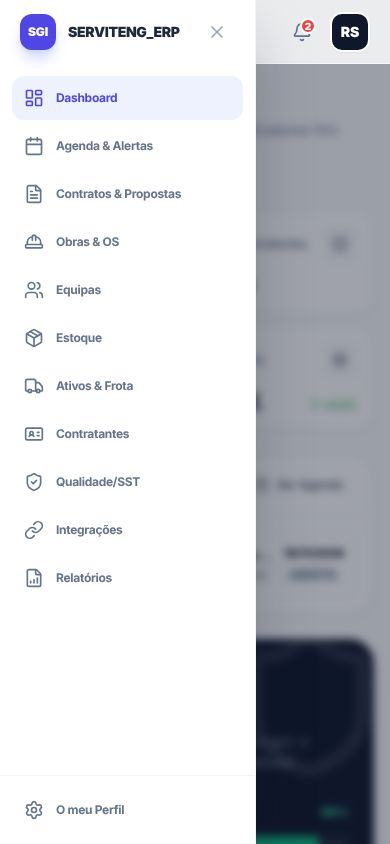 SGI SERVITENG_ERP
2
RS
Dashboard
Agenda & Alertas
Contratos & Propostas
Obras & OS
Equipas
Estoque
Ativos & Frota
Contratantes
Qualidade/SST
Integrações
Relatórios
O meu Perfil